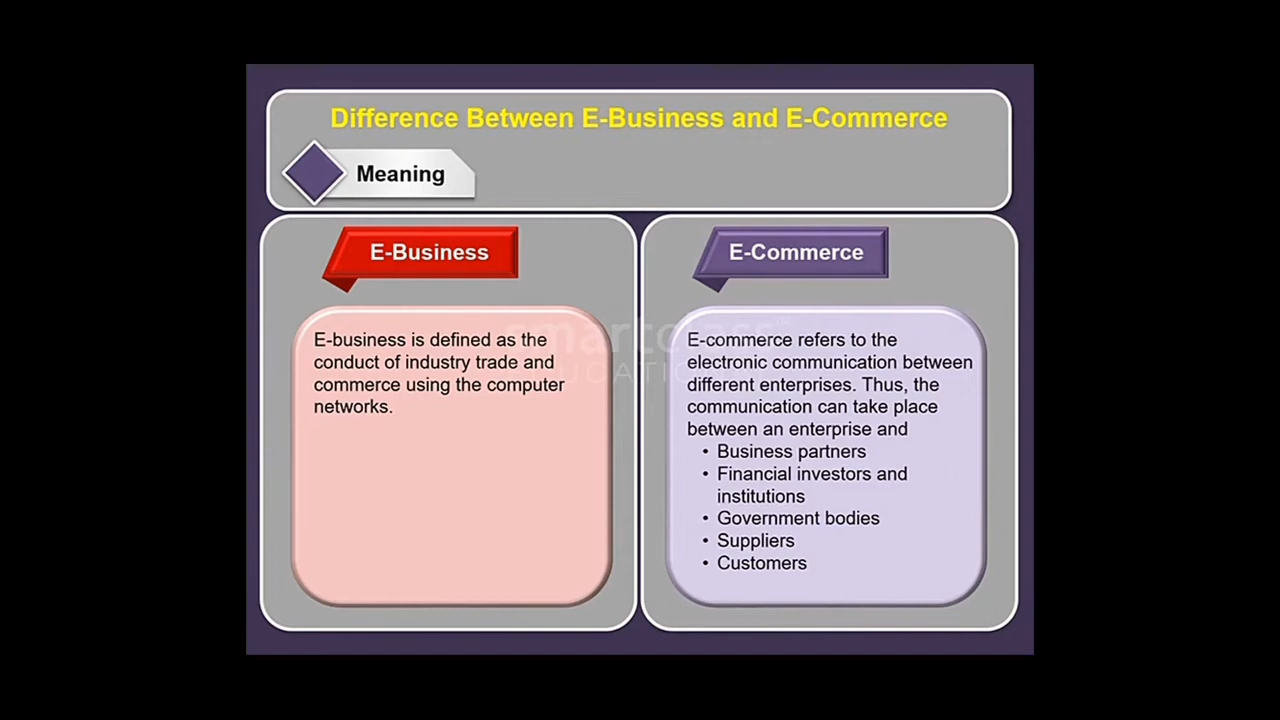 Difference Between E-Business and E-Commerce
Meaning
E-Business
E-business is defined as the
conduct of industry trade and
commerce using the computer
networks.
E-Commerce
E-commerce refers to the
electronic communication between
different enterprises. Thus, the
communication can take place
between an enterprise and
• Business partners
• Financial investors and
institutions
• Government bodies
• Suppliers
• Customers